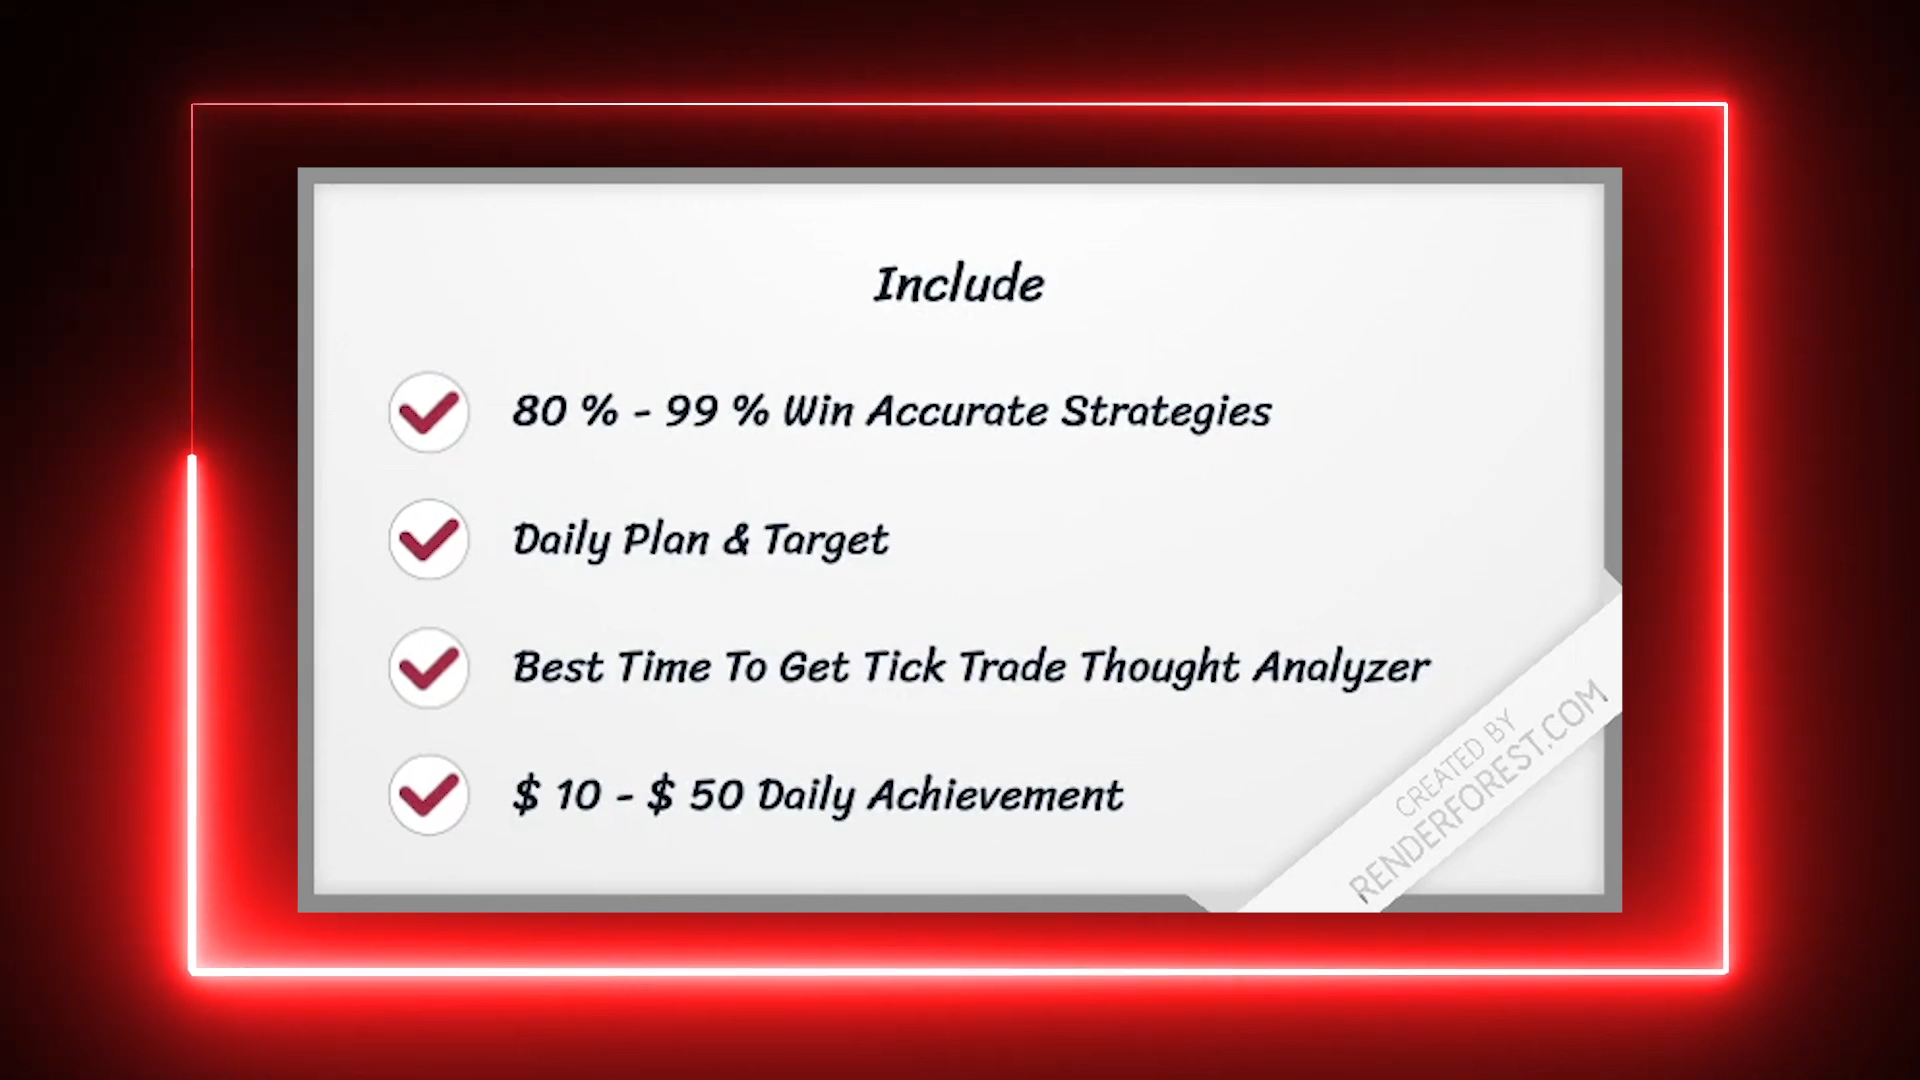 Include
80 % - 99 % Win Accurate Strategies
Daily Plan & Target
Best Time To Get Tick Trade Thought Analyzer
$ 10 - $ 50 Daily Achievement
CREATED BY
RENDERFOREST.COM